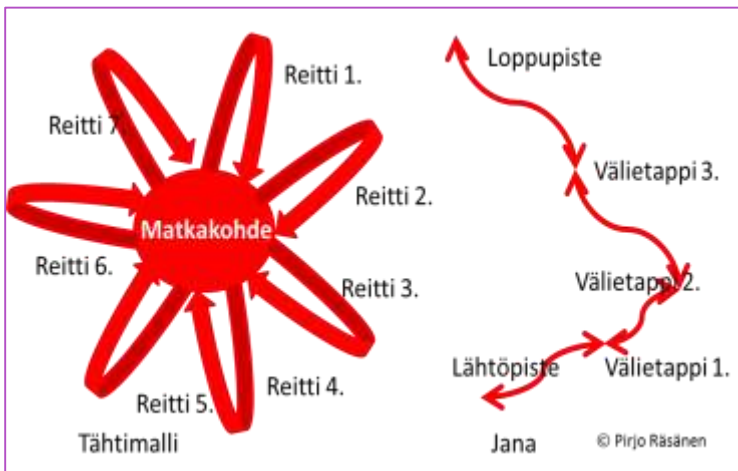 Reitti 1.
Reitti 2.
Reitti 3.
Reitti 4.
Reitti 5.
Reitti 6.
Reitti 7.
Matkakohde
Tähtimalli
Loppupiste
Välietappi 3.
Välietappi 2.
Välietappi 1.
Lähtöpiste
Jana
© Pirjo Räsänen